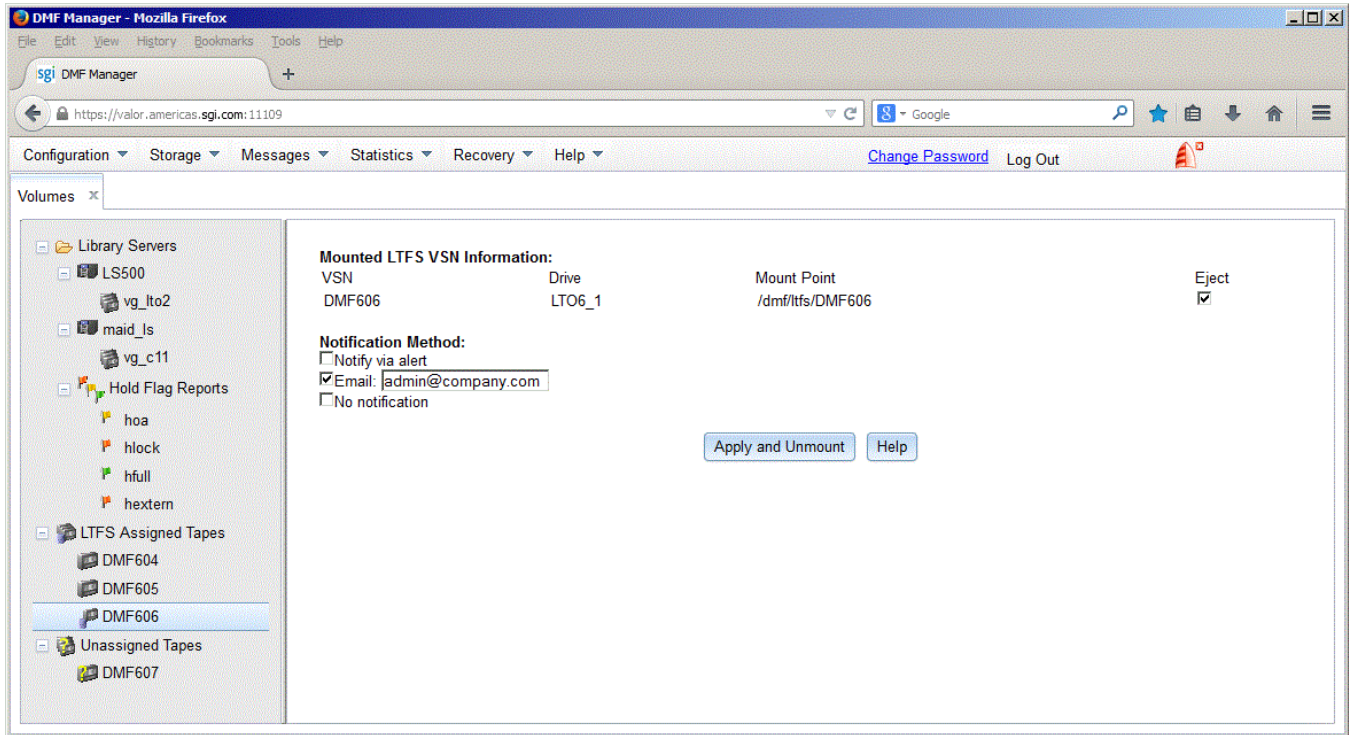 DMF Manager - Mozilla Firefox
File Edit View History Bookmarks Tools Help
sgi DMF Manager +
https://valor.americas.sgi.com:11109 8 Google
Configuration Storage Messages Statistics Recovery Help Change Password Log Out
Volumes x
Library Servers
LS500
vg_lto2
maid_ls
vg_c11
Hold Flag Reports
hoa
hlock
hfull
hextern
LTFS Assigned Tapes
DMF604
DMF605
DMF606
Unassigned Tapes
DMF607
Mounted LTFS VSN Information:
VSN Drive Mount Point Eject
DMF606 LTO6_1 /dmf/ltfs/DMF606
Notification Method:
Notify via alert
Email: admin@company.com
No notification
Apply and Unmount Help